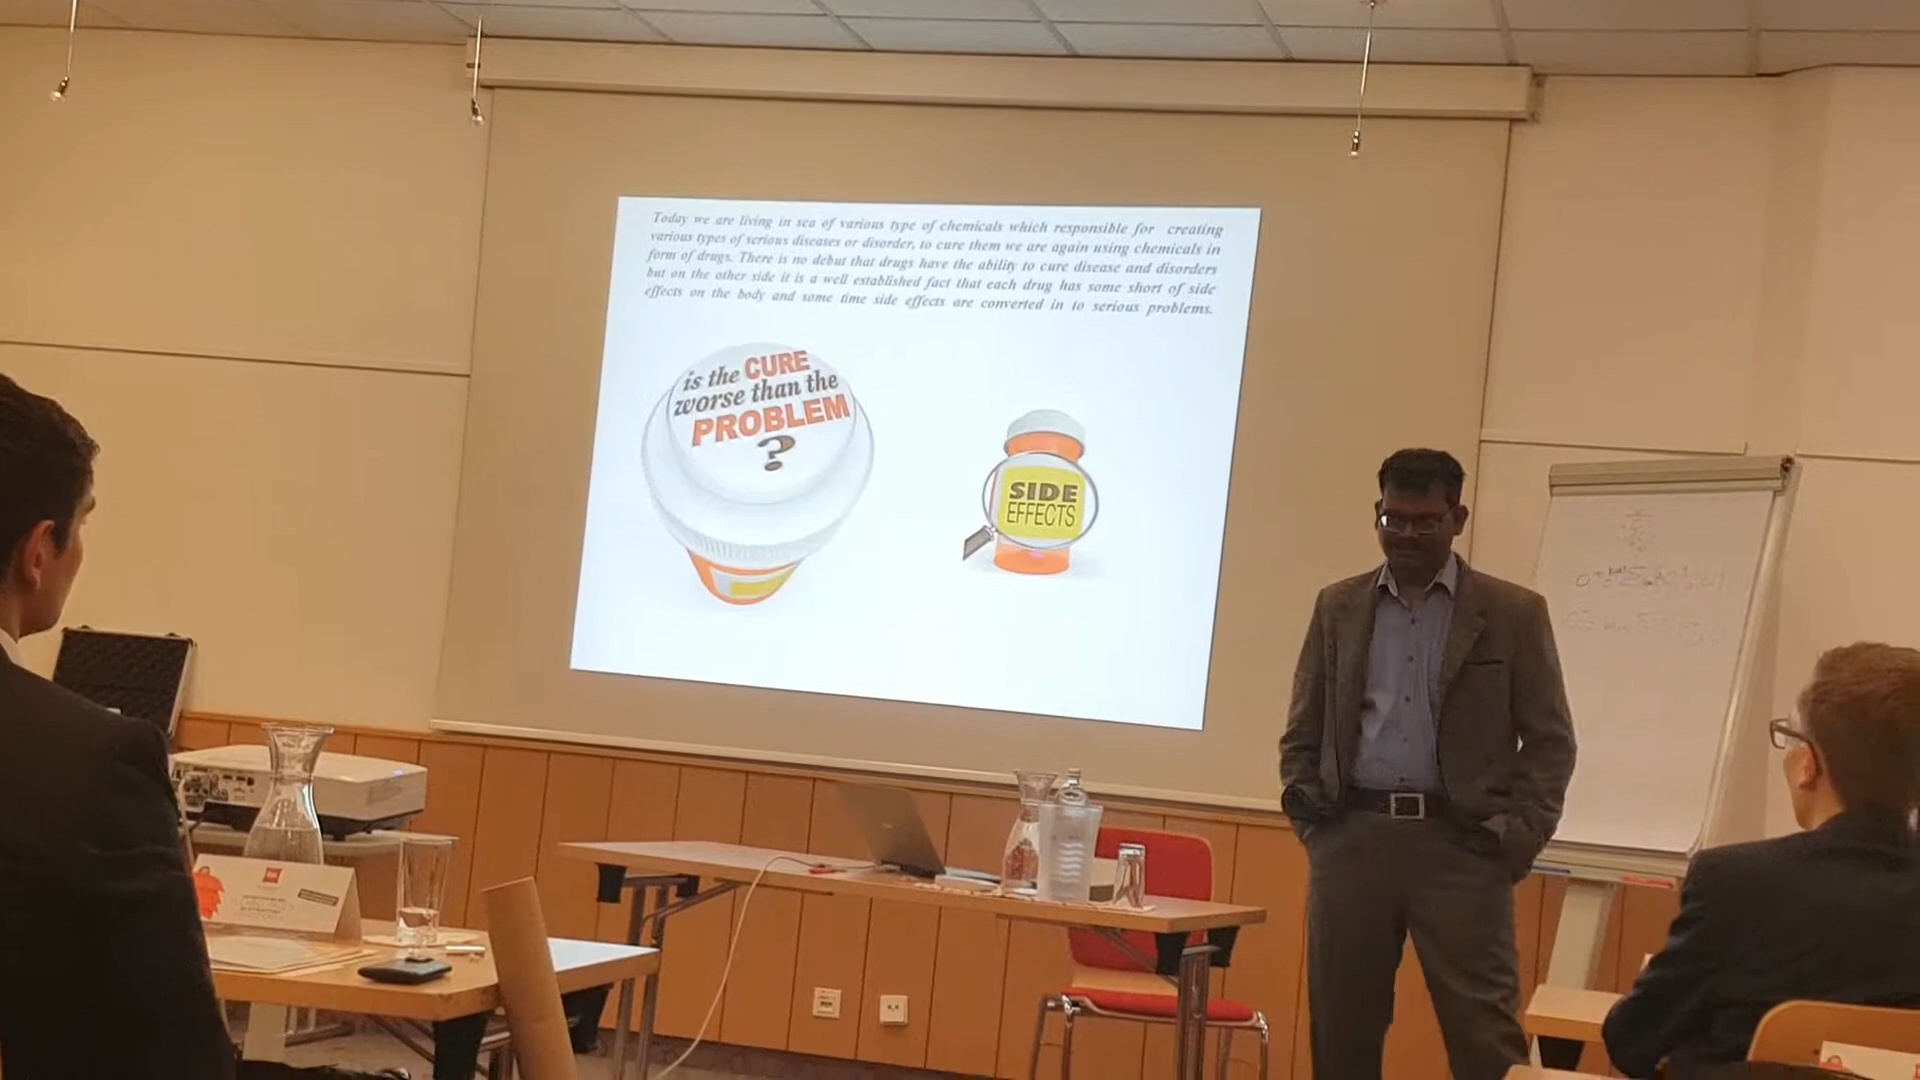 Today we are living in sea of various type of chemicals which responsible for creating
various types of serious diseases or disorder, to cure them we are again using chemicals in
form of drugs. There is no debut that drugs have the ability to cure disease and disorders
but on the other side it is a well established fact that each drug has some short of side
effects on the body and some time side effects are converted in to serious problems.
is the CURE
worse than the
PROBLEM
?
SIDE
EFFECTS